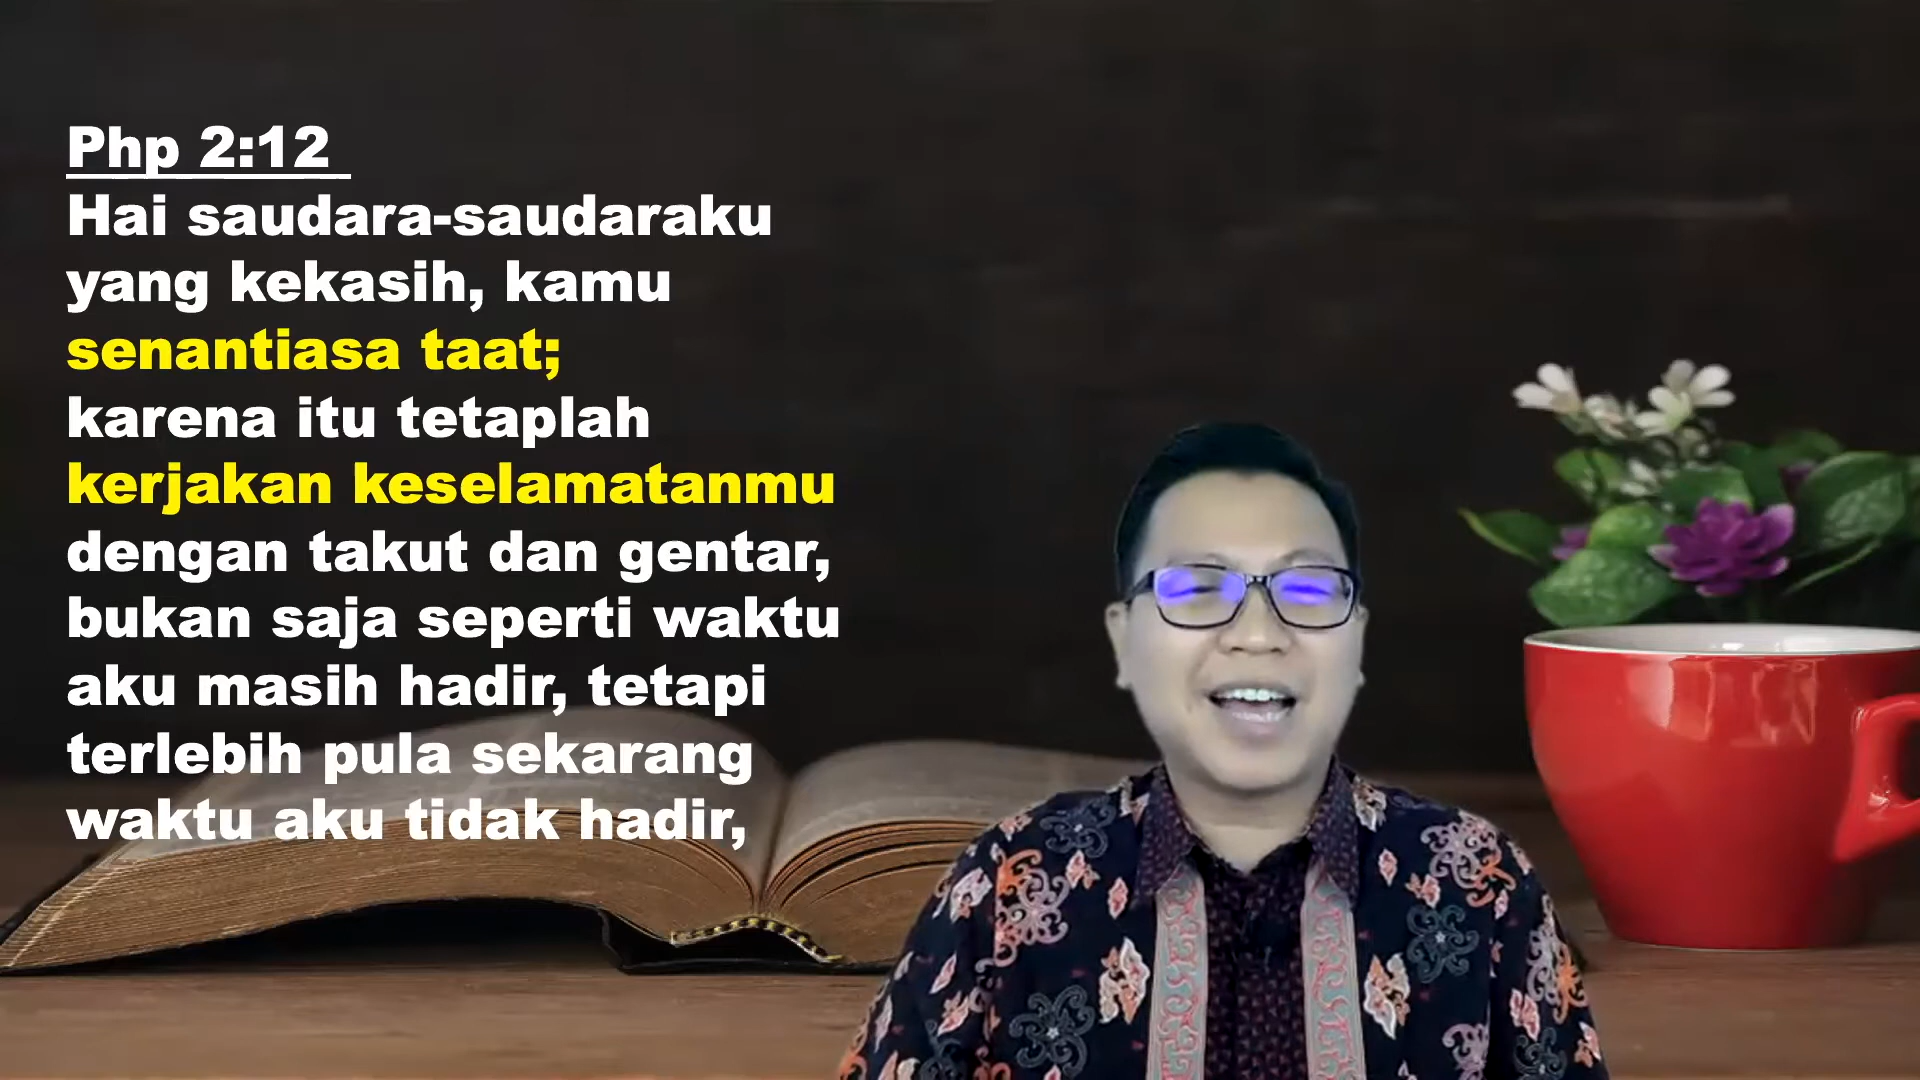 Php 2:12
Hai saudara-saudaraku
yang kekasih, kamu
senantiasa taat;
karena itu tetaplah
kerjakan keselamatanmu
dengan takut dan gentar,
bukan saja seperti waktu
aku masih hadir, tetapi
terlebih pula sekarang
waktu aku tidak hadir,